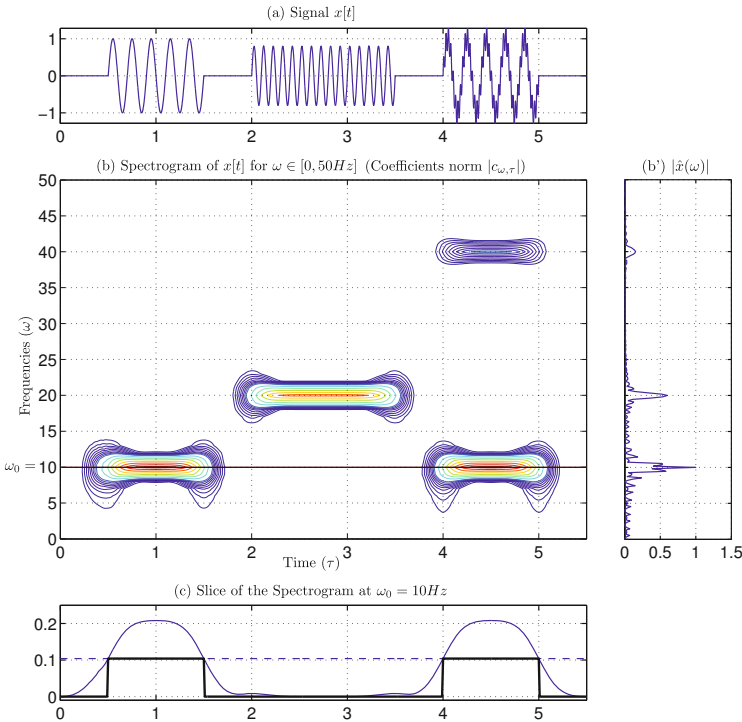 (a) Signal x[t]
1
0
−1
0 1 2 3 4 5
(b) Spectrogram of x[t] for ω ∈ [0, 50Hz] (Coefficients norm |c_{ω,τ}|)
(b') |x̂(ω)|
50
45
40
35
30
25
20
15
ω₀ = 10
5
0
Frequencies (ω)
0 1 2 3 4 5
Time (τ)
0 0.5 1 1.5
(c) Slice of the Spectrogram at ω₀ = 10Hz
0.2
0.1
0
0 1 2 3 4 5